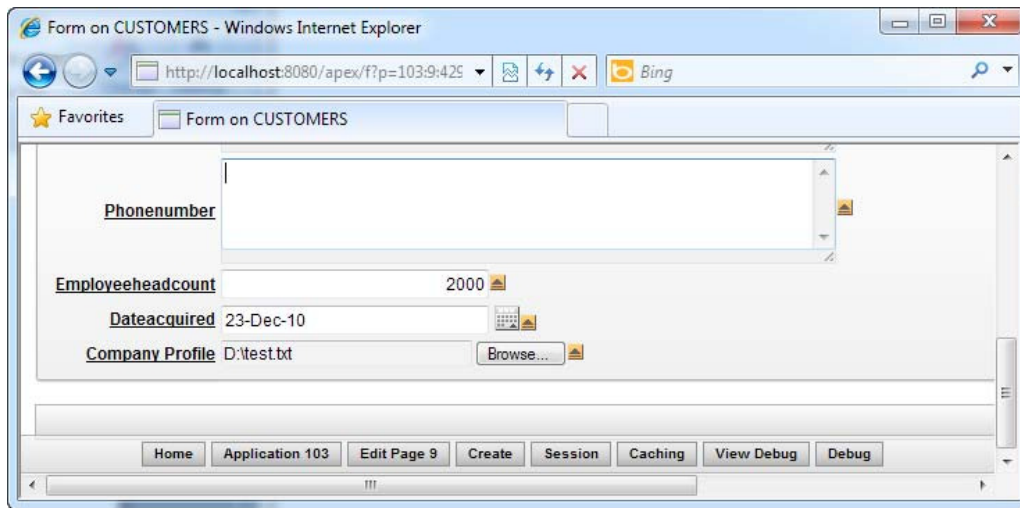 Form on CUSTOMERS - Windows Internet Explorer
http://localhost:8080/apex/f?p=103:9:429 Bing
Favorites Form on CUSTOMERS
Phonenumber
Employeeheadcount 2000
Dateacquired 23-Dec-10
Company Profile D:\test.txt Browse...
Home Application 103 Edit Page 9 Create Session Caching View Debug Debug